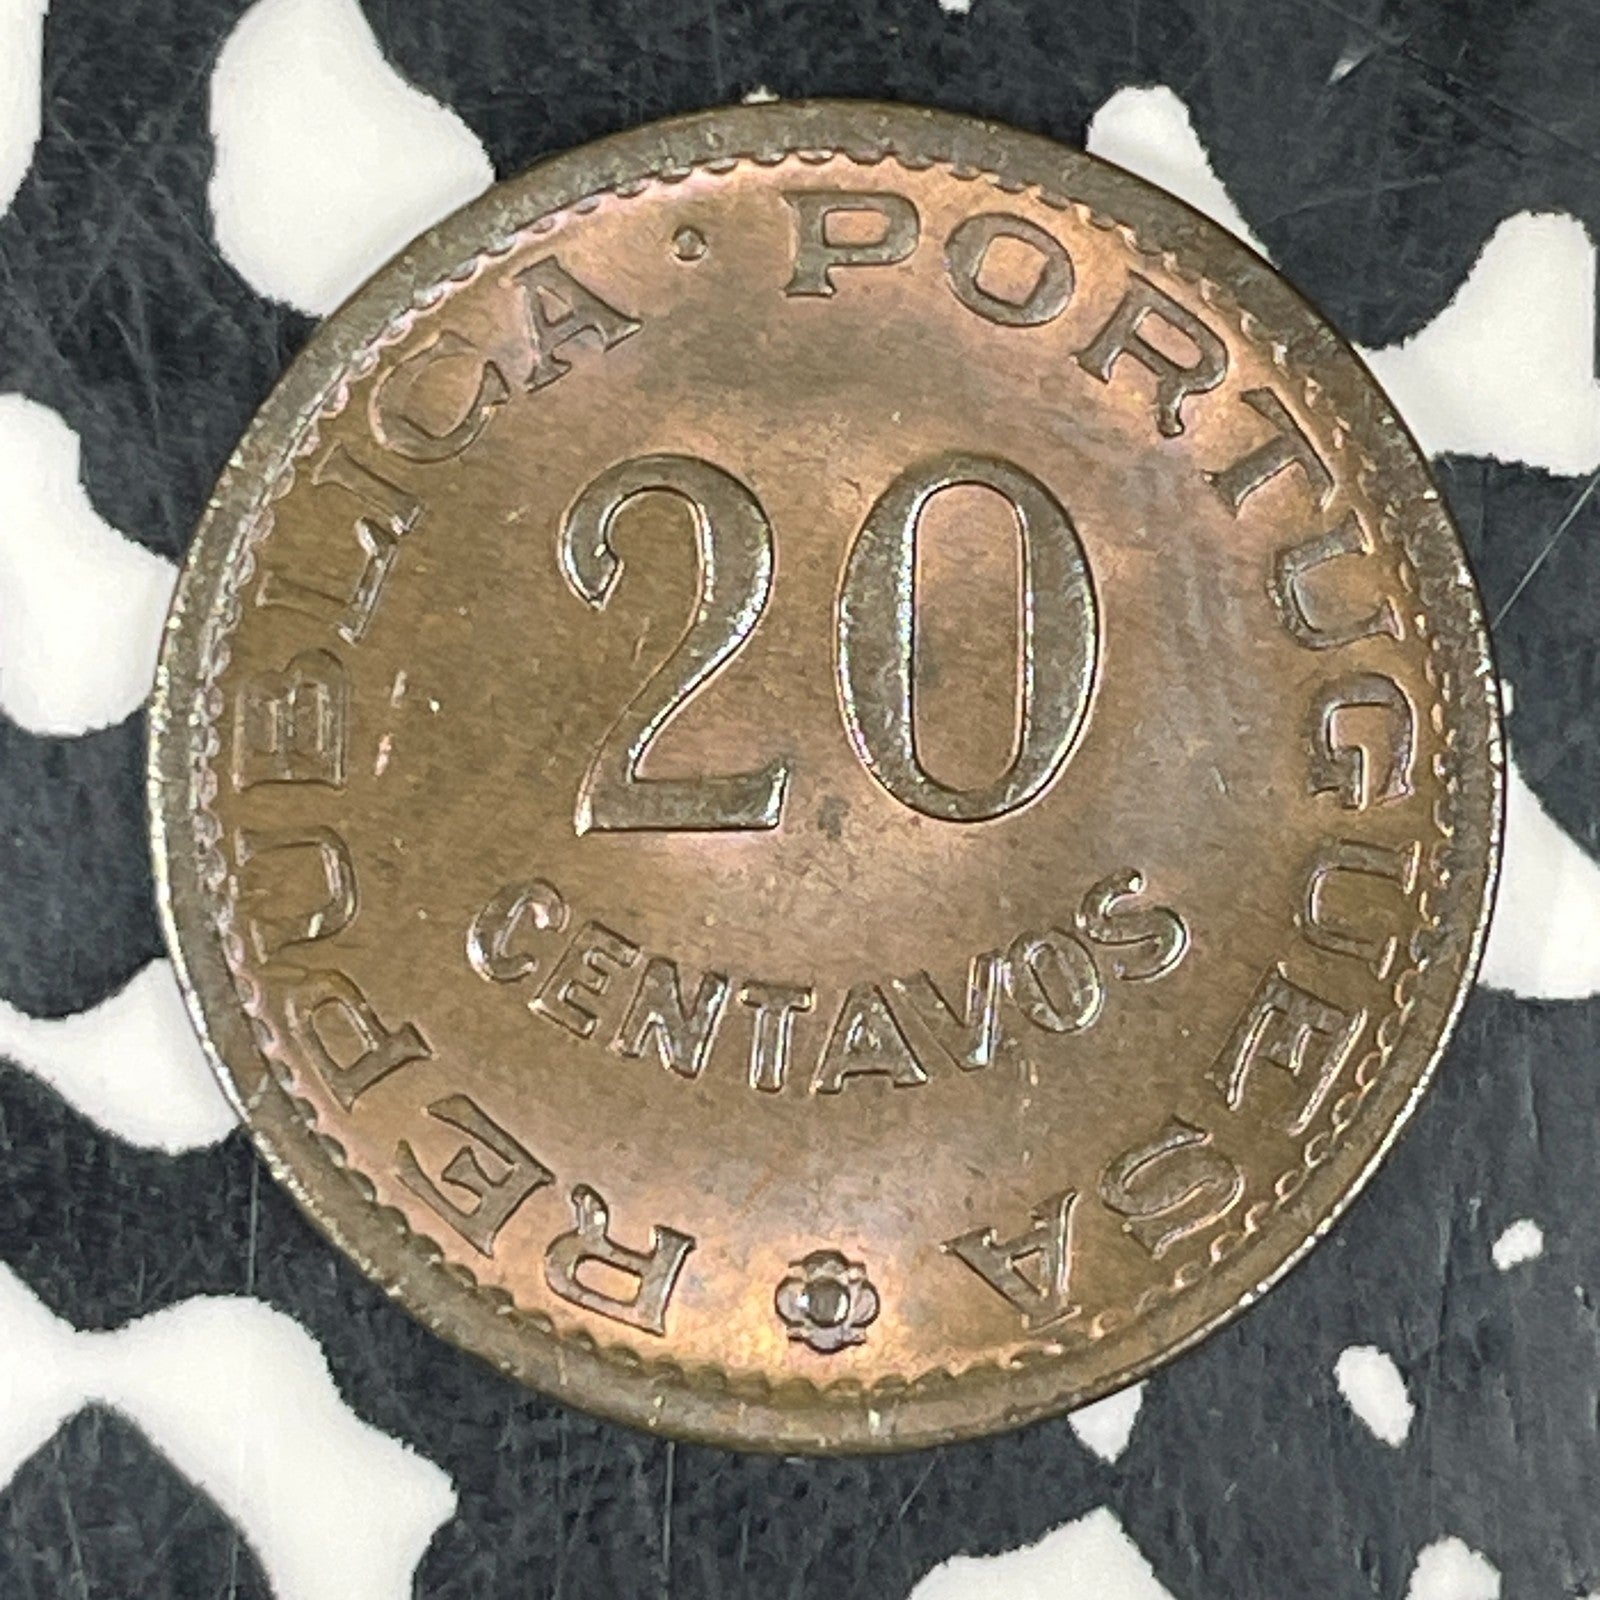 REPUBLICA · PORTUGUESA
20
CENTAVOS